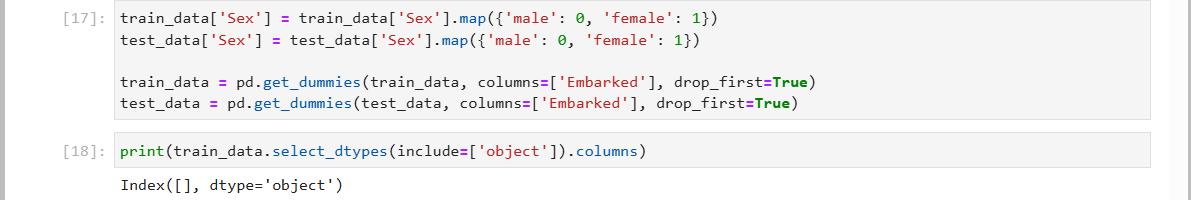 [17]: train_data['Sex'] = train_data['Sex'].map({'male': 0, 'female': 1})
test_data['Sex'] = test_data['Sex'].map({'male': 0, 'female': 1})
train_data = pd.get_dummies(train_data, columns=['Embarked'], drop_first=True)
test_data = pd.get_dummies(test_data, columns=['Embarked'], drop_first=True)
[18]: print(train_data.select_dtypes(include=['object']).columns)
Index([], dtype='object')